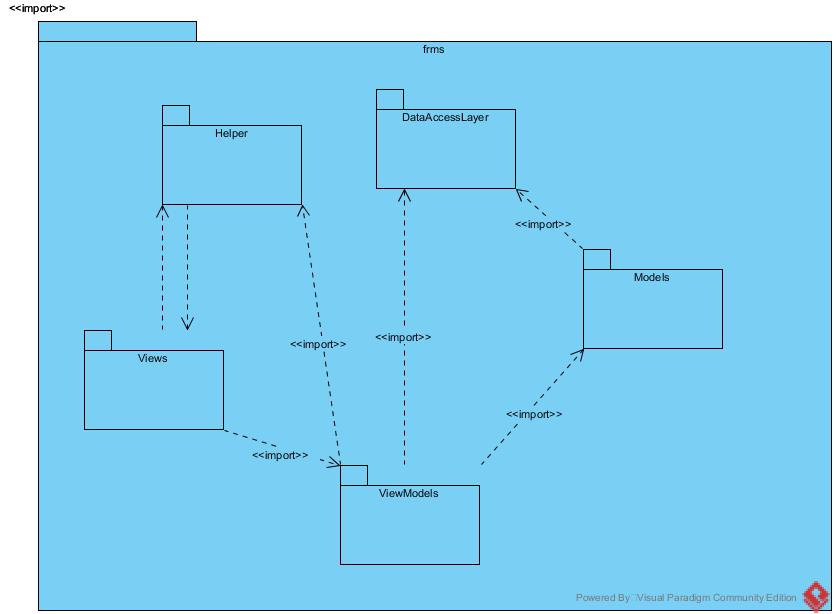 <<import>>
frms
Helper
DataAccessLayer
<<import>>
Models
<<import>>
<<import>>
Views
<<import>>
<<import>>
ViewModels
Powered By Visual Paradigm Community Edition